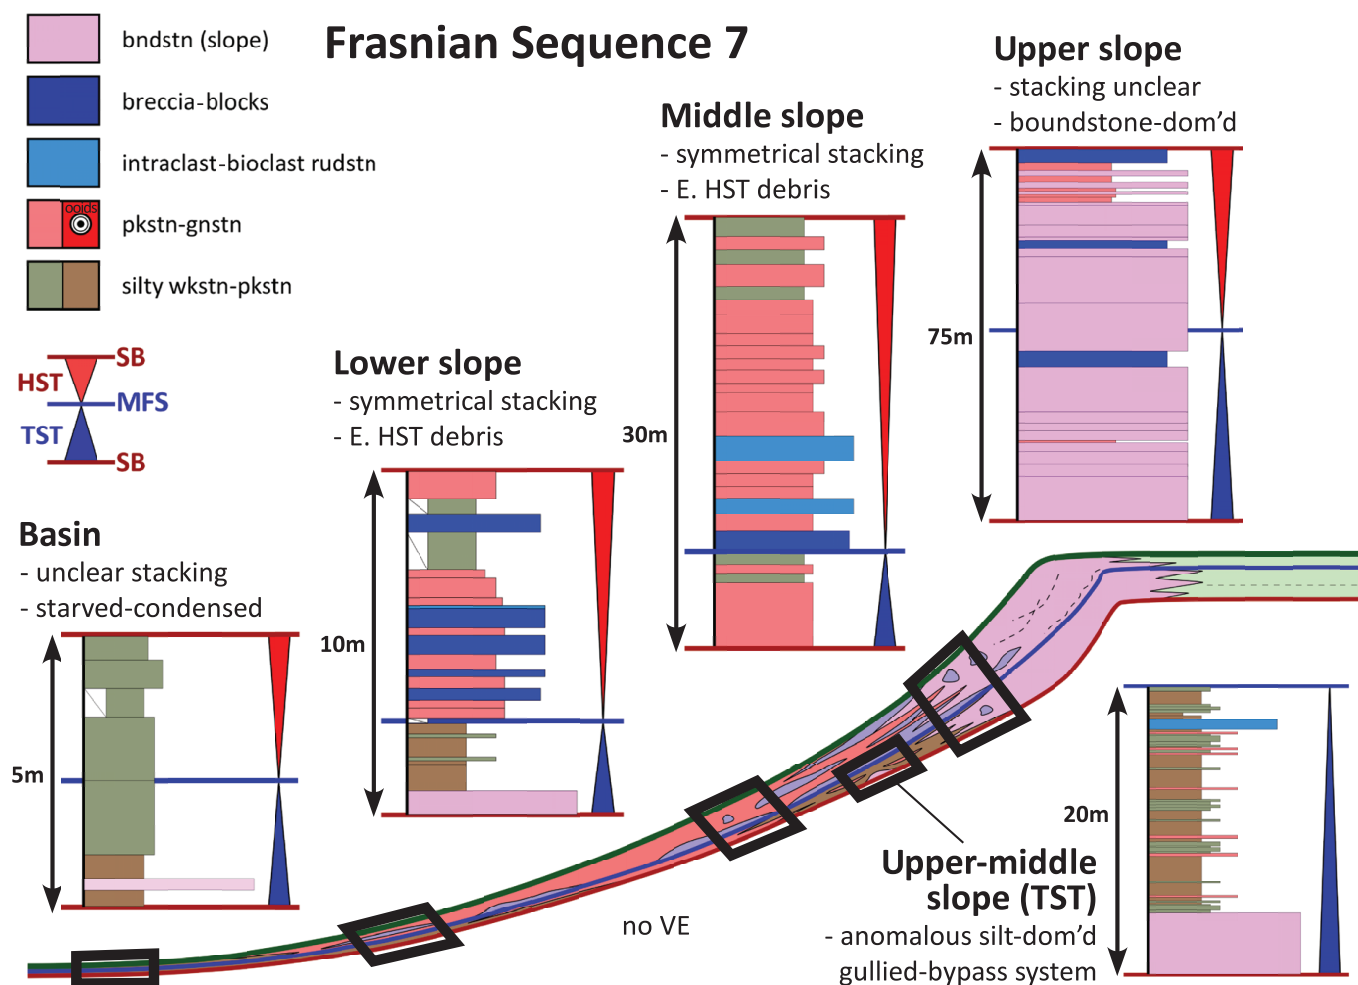 Frasnian Sequence 7
bndstn (slope)
breccia-blocks
intraclast-bioclast rudstn
ooids
pkstn-gnstn
silty wkstn-pkstn
SB
HST
MFS
TST
SB
Basin
- unclear stacking
- starved-condensed
5m
Lower slope
- symmetrical stacking
- E. HST debris
10m
Middle slope
- symmetrical stacking
- E. HST debris
30m
Upper slope
- stacking unclear
- boundstone-dom'd
75m
20m
Upper-middle
slope (TST)
- anomalous silt-dom'd
gullied-bypass system
no VE